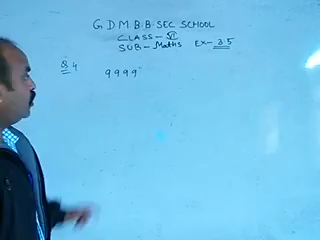 G D M B B SEC SCHOOL
CLASS - VI
SUB - Maths Ex - 3.5
Q 4 9999